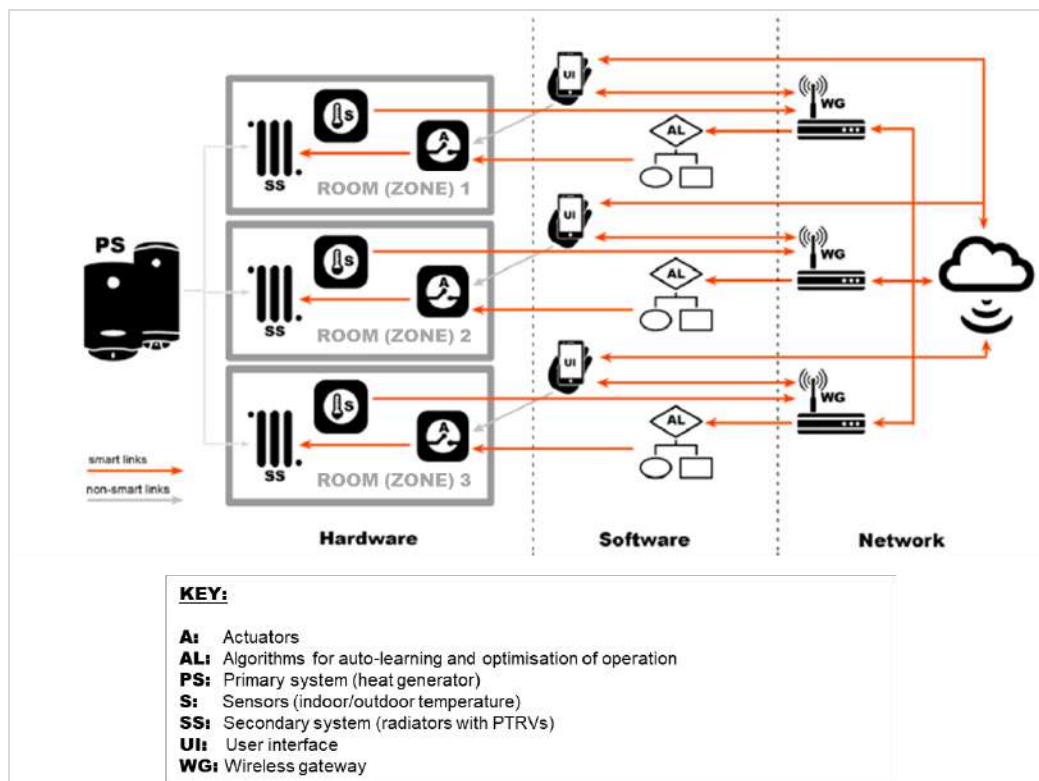 UI
WG
S
A
AL
SS
ROOM (ZONE) 1
UI
PS
WG
S
A
AL
SS
ROOM (ZONE) 2
UI
WG
S
A
AL
SS
ROOM (ZONE) 3
smart links
non-smart links
Hardware
Software
Network
KEY:
A: Actuators
AL: Algorithms for auto-learning and optimisation of operation
PS: Primary system (heat generator)
S: Sensors (indoor/outdoor temperature)
SS: Secondary system (radiators with PTRVs)
UI: User interface
WG: Wireless gateway